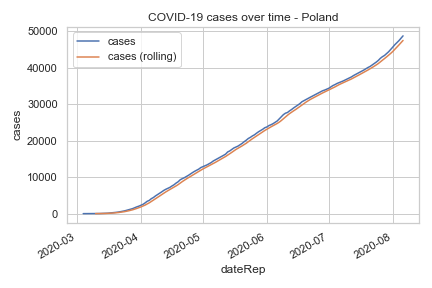 COVID-19 cases over time - Poland
cases
cases (rolling)
50000
40000
30000
20000
10000
0
cases
2020-03
2020-04
2020-05
2020-06
2020-07
2020-08
dateRep